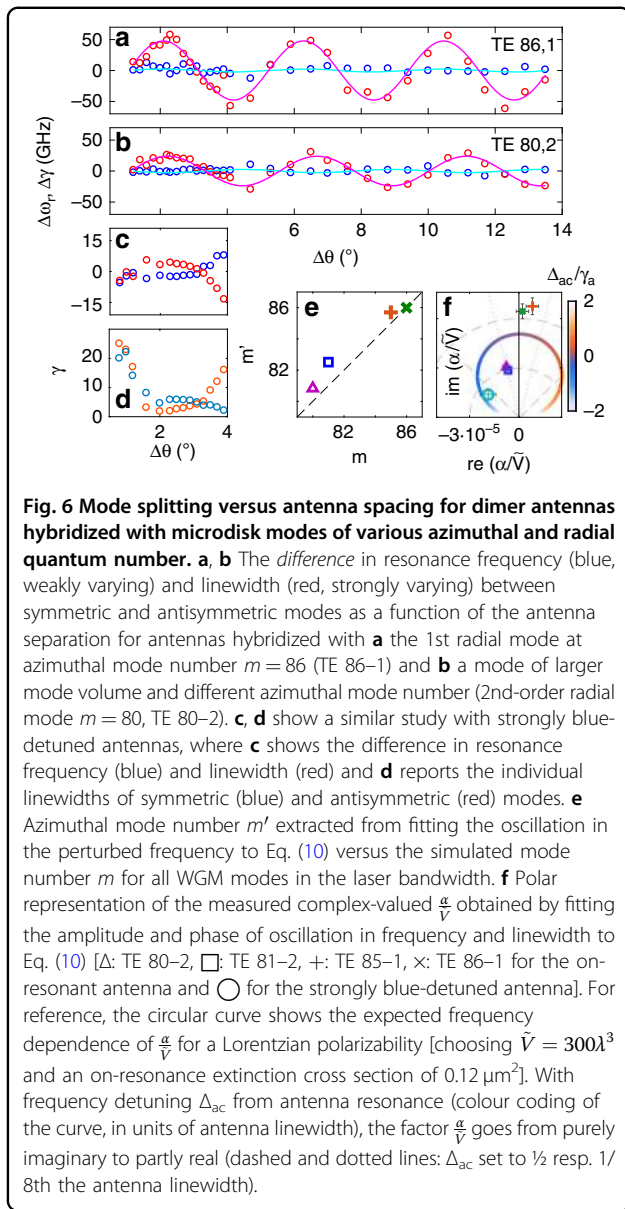 a
TE 86,1
50
0
−50
b
TE 80,2
50
0
−50
Δωr, Δγ (GHz)
6 8 10 12 14
Δθ (°)
c
15
0
−15
d
20
10
0
γ
2 4
Δθ (°)
e
86
82
m'
82 86
m
f
Δac/γa
2
0
−2
im (α/Ṽ)
−3·10⁻⁵ 0
re (α/Ṽ)
Fig. 6 Mode splitting versus antenna spacing for dimer antennas
hybridized with microdisk modes of various azimuthal and radial
quantum number. a, b The difference in resonance frequency (blue,
weakly varying) and linewidth (red, strongly varying) between
symmetric and antisymmetric modes as a function of the antenna
separation for antennas hybridized with a the 1st radial mode at
azimuthal mode number m = 86 (TE 86–1) and b a mode of larger
mode volume and different azimuthal mode number (2nd-order radial
mode m = 80, TE 80–2). c, d show a similar study with strongly blue-
detuned antennas, where c shows the difference in resonance
frequency (blue) and linewidth (red) and d reports the individual
linewidths of symmetric (blue) and antisymmetric (red) modes. e
Azimuthal mode number m′ extracted from fitting the oscillation in
the perturbed frequency to Eq. (10) versus the simulated mode
number m for all WGM modes in the laser bandwidth. f Polar
representation of the measured complex-valued α/Ṽ obtained by fitting
the amplitude and phase of oscillation in frequency and linewidth to
Eq. (10) [Δ: TE 80–2, □: TE 81–2, +: TE 85–1, ×: TE 86–1 for the on-
resonant antenna and ◯ for the strongly blue-detuned antenna]. For
reference, the circular curve shows the expected frequency
dependence of α/Ṽ for a Lorentzian polarizability [choosing Ṽ = 300λ³
and an on-resonance extinction cross section of 0.12 μm²]. With
frequency detuning Δac from antenna resonance (colour coding of
the curve, in units of antenna linewidth), the factor α/Ṽ goes from purely
imaginary to partly real (dashed and dotted lines: Δac set to ½ resp. 1/
8th the antenna linewidth).